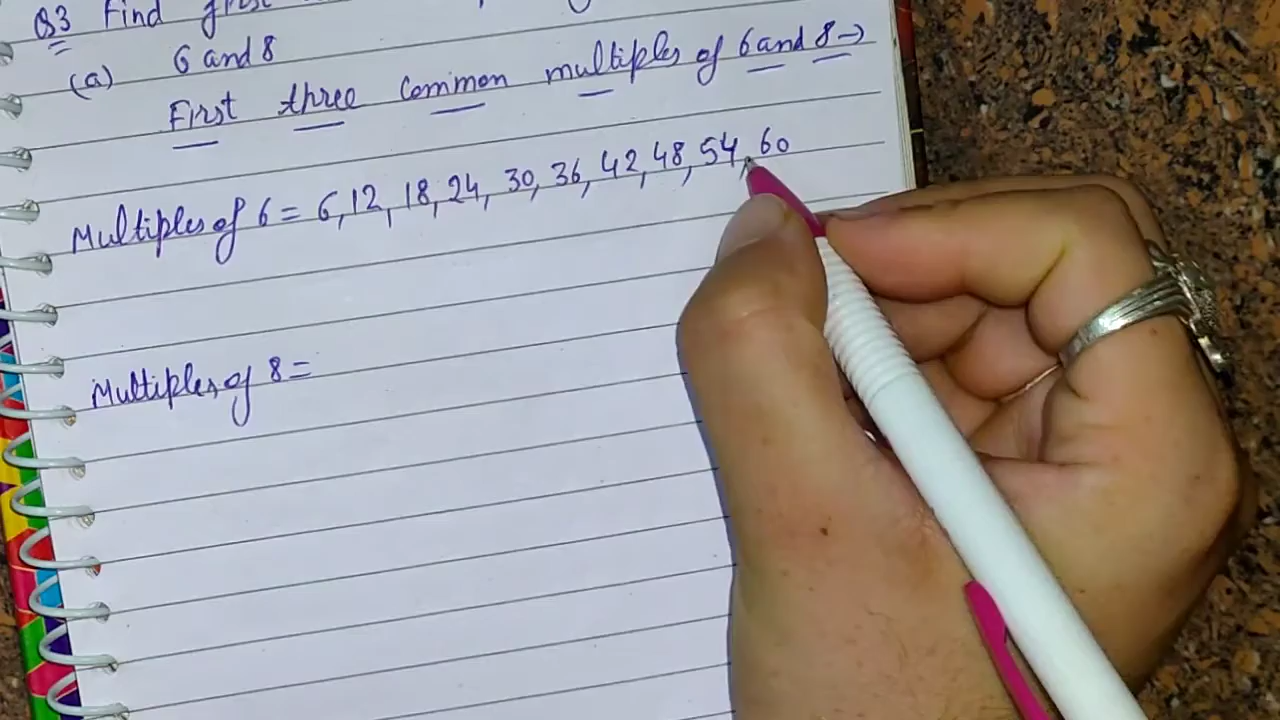 Q3 Find first
(a) 6 and 8
First three common multiples of 6 and 8→
Multiples of 6 = 6, 12, 18, 24, 30, 36, 42, 48, 54, 60
Multiples of 8 =